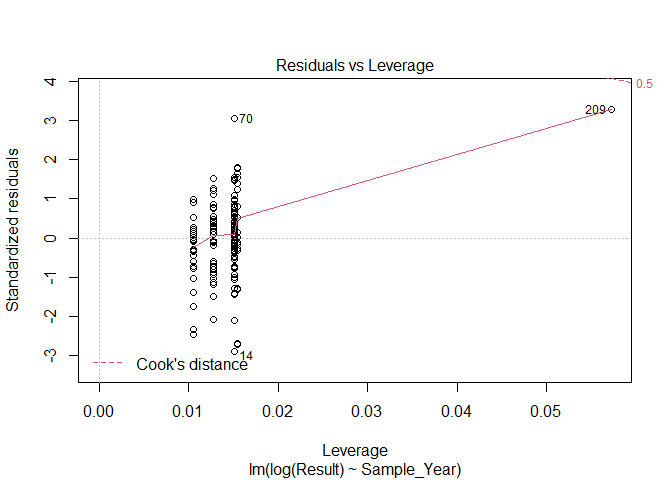 Residuals vs Leverage
4
3
2
1
0
-1
-2
-3
Standardized residuals
0.5
70
209
14
Cook's distance
0.00 0.01 0.02 0.03 0.04 0.05
Leverage
lm(log(Result) ~ Sample_Year)